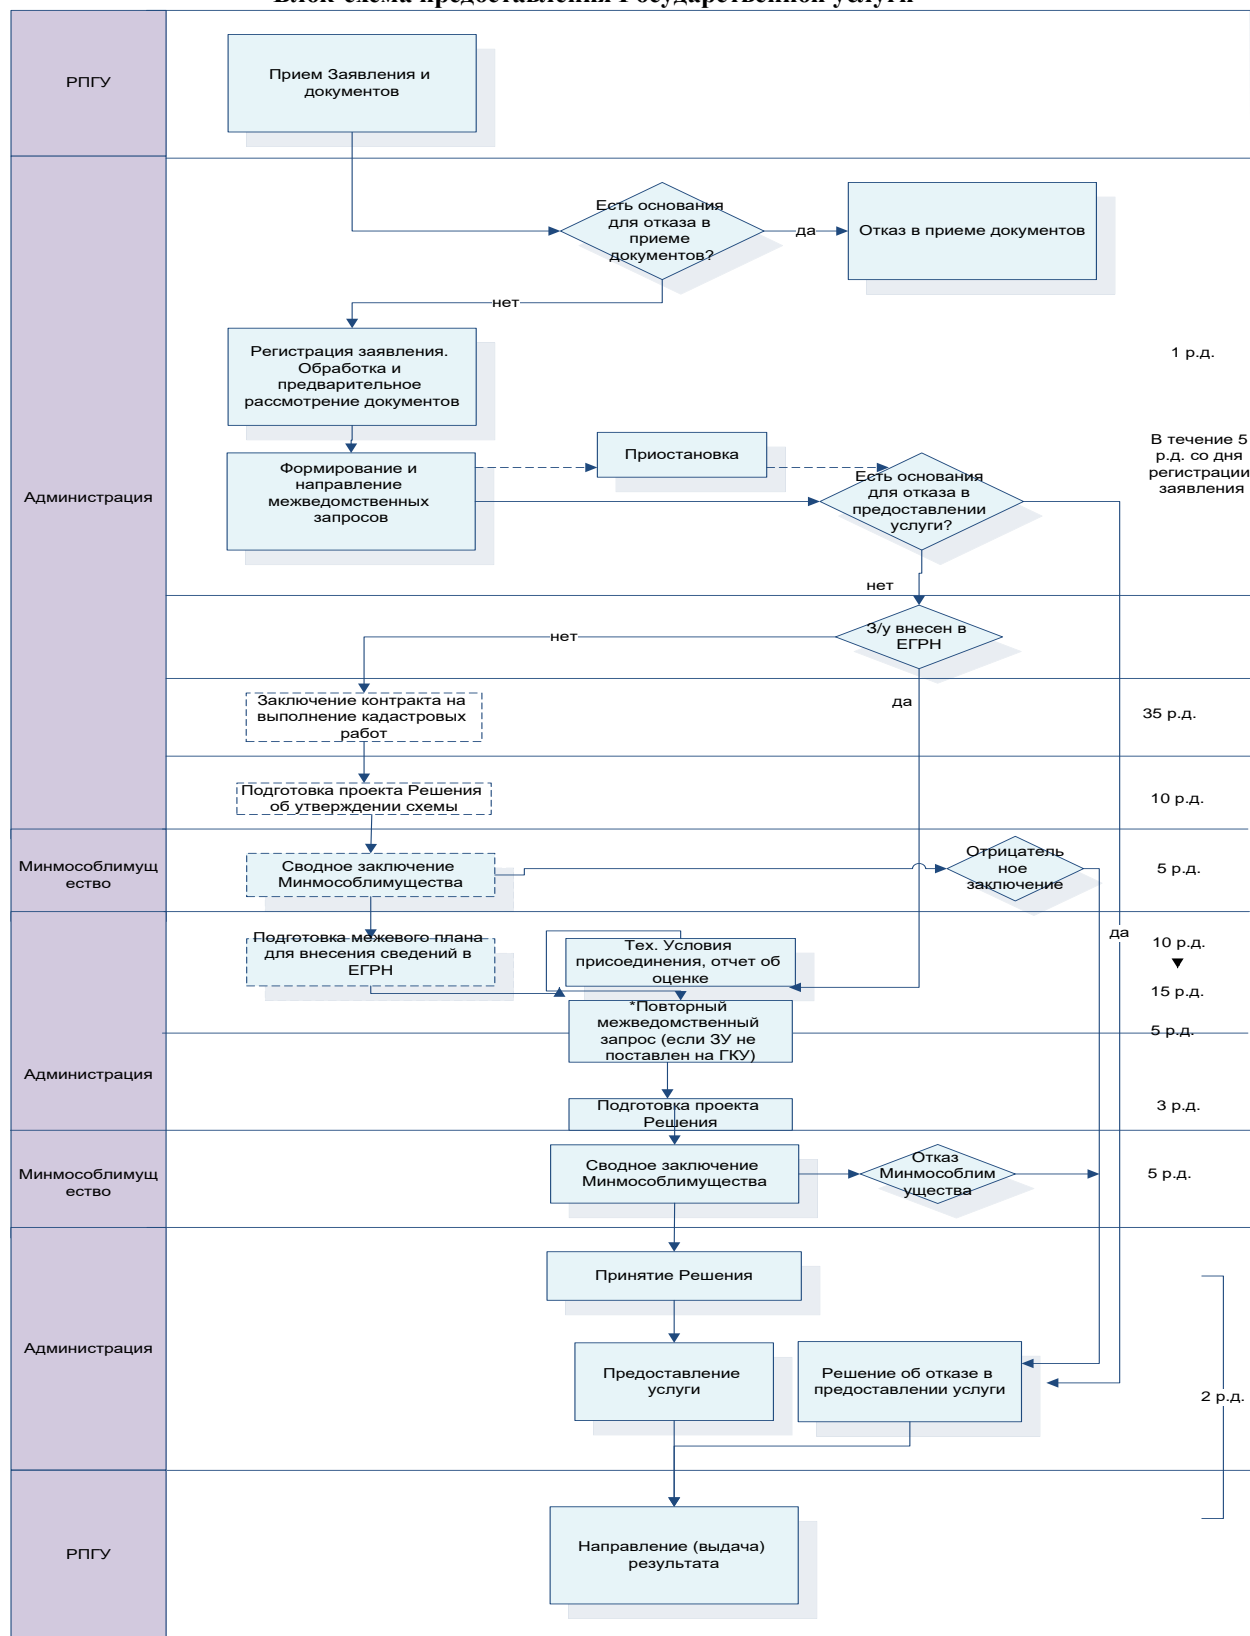 Блок-схема предоставления Государственной услуги
РПГУ
Прием Заявления и
документов
Администрация
Есть основания
для отказа в
приеме
документов?
да
Отказ в приеме документов
нет
Регистрация заявления.
Обработка и
предварительное
рассмотрение документов
1 р.д.
Формирование и
направление
межведомственных
запросов
Приостановка
Есть основания
для отказа в
предоставлении
услуги?
В течение 5
р.д. со дня
регистрации
заявления
нет
З/у внесен в
ЕГРН
нет
да
Заключение контракта на
выполнение кадастровых
работ
35 р.д.
Подготовка проекта Решения
об утверждении схемы
10 р.д.
Минмособлимущ
ество
Сводное заключение
Минмособлимущества
Отрицатель
ное
заключение
5 р.д.
Администрация
Подготовка межевого плана
для внесения сведений в
ЕГРН
Тех. Условия
присоединения, отчет об
оценке
да
10 р.д.
15 р.д.
*Повторный
межведомственный
запрос (если ЗУ не
поставлен на ГКУ)
5 р.д.
Подготовка проекта
Решения
3 р.д.
Минмособлимущ
ество
Сводное заключение
Минмособлимущества
Отказ
Минмособлим
ущества
5 р.д.
Администрация
Принятие Решения
Предоставление
услуги
Решение об отказе в
предоставлении услуги
2 р.д.
РПГУ
Направление (выдача)
результата